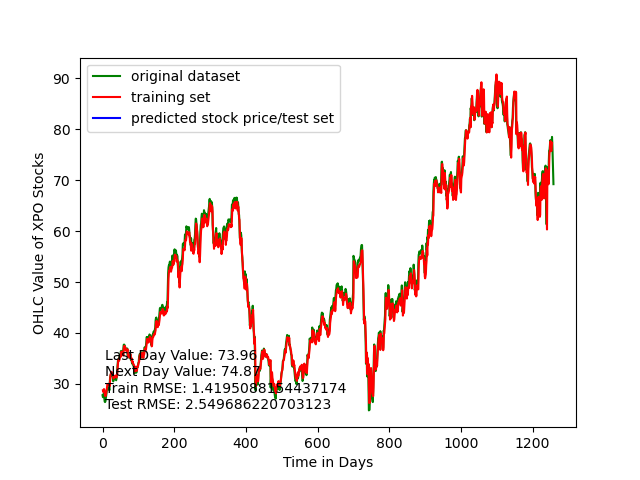 original dataset
training set
predicted stock price/test set
OHLC Value of XPO Stocks
90
80
70
60
50
40
30
Last Day Value: 73.96
Next Day Value: 74.87
Train RMSE: 1.4195088154437174
Test RMSE: 2.549686220703123
0 200 400 600 800 1000 1200
Time in Days